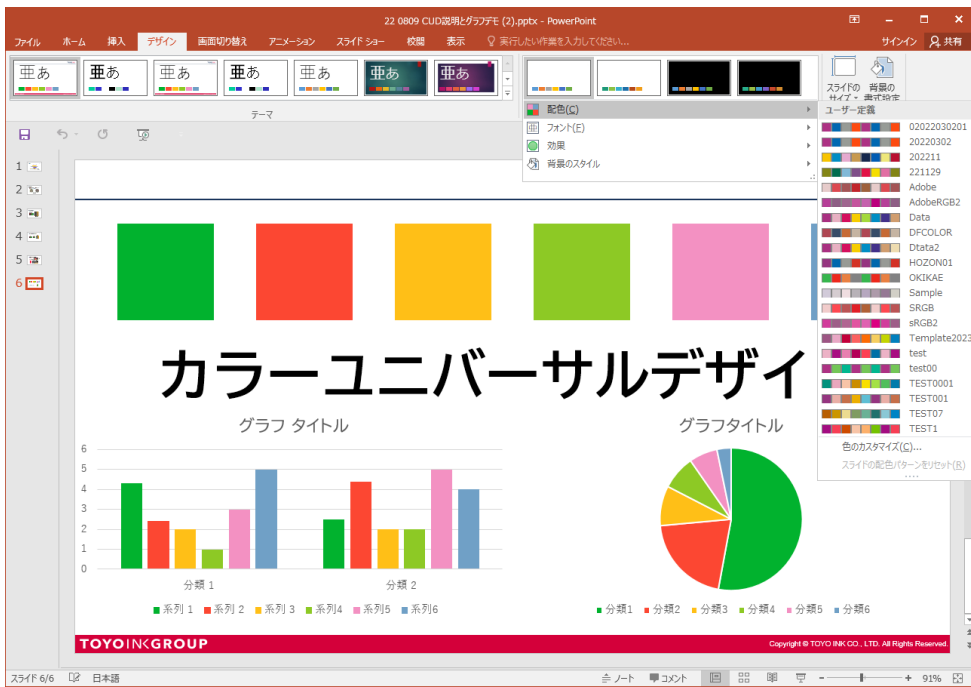 22 0809 CUD説明とグラフデモ (2).pptx - PowerPoint
ファイル ホーム 挿入 デザイン 画面切り替え アニメーション スライド ショー 校閲 表示 実行したい作業を入力してください... サインイン 共有
亜あ 亜あ 亜あ 亜あ 亜あ 亜あ 亜あ
スライドの サイズ 背景の 書式設定
テーマ
配色(C)
フォント(F)
効果
背景のスタイル
ユーザー定義
02022030201
20220302
202211
221129
Adobe
AdobeRGB2
Data
DFCOLOR
Dtata2
HOZON01
OKIKAE
Sample
SRGB
sRGB2
Template2023
test
test00
TEST0001
TEST001
TEST07
TEST1
色のカスタマイズ(C)...
スライドの配色パターンをリセット(R)
1
2
3
4
5
6
カラーユニバーサルデザイ
グラフ タイトル
6
5
4
3
2
1
0
分類 1 分類 2
系列 1 系列 2 系列 3 系列4 系列5 系列6
グラフタイトル
分類1 分類2 分類3 分類4 分類5 分類6
TOYOINKGROUP
Copyright © TOYO INK CO., LTD. All Rights Reserved.
スライド 6/6 日本語 ノート コメント 91%